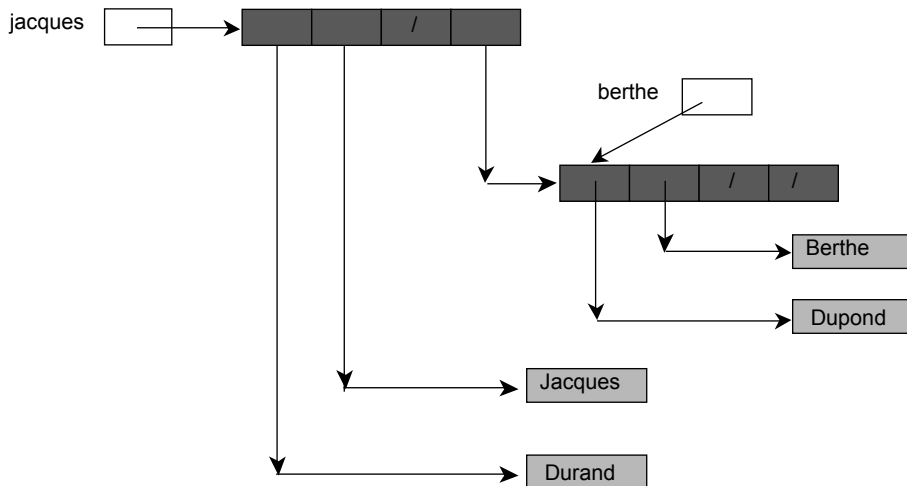 jacques
/
berthe
/ /
Berthe
Dupond
Jacques
Durand